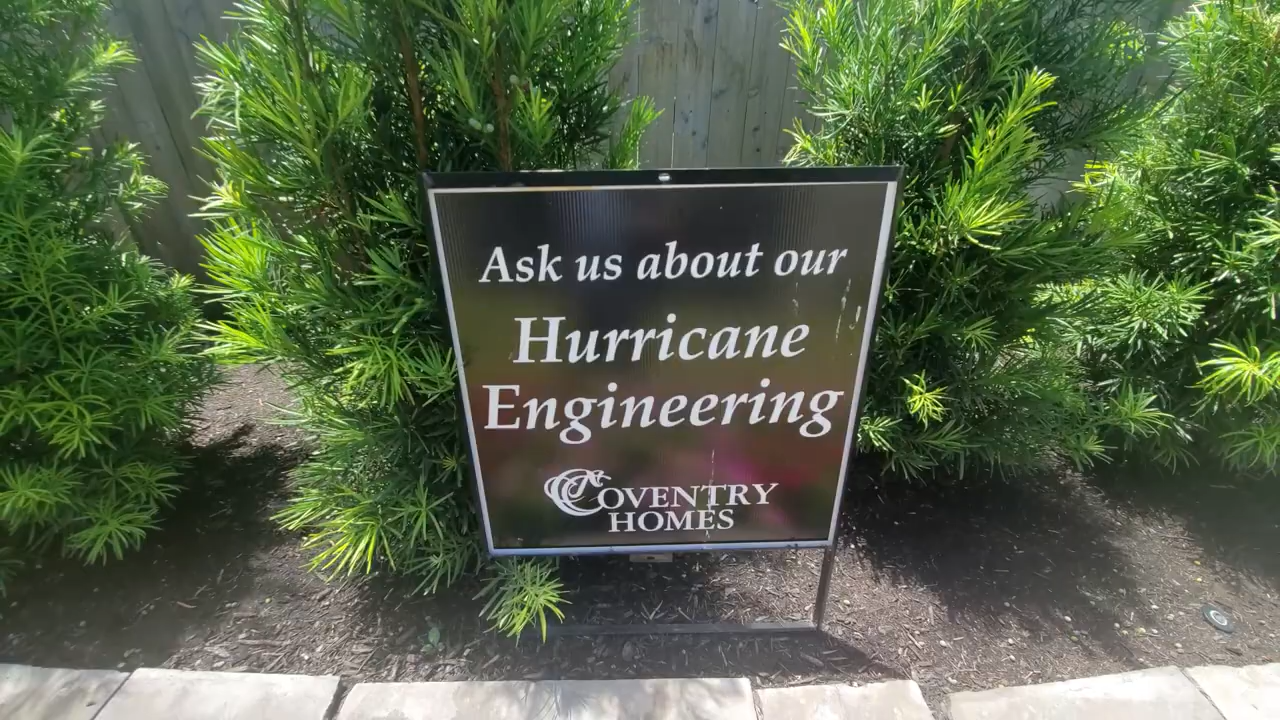 Ask us about our
Hurricane
Engineering
COVENTRY
HOMES